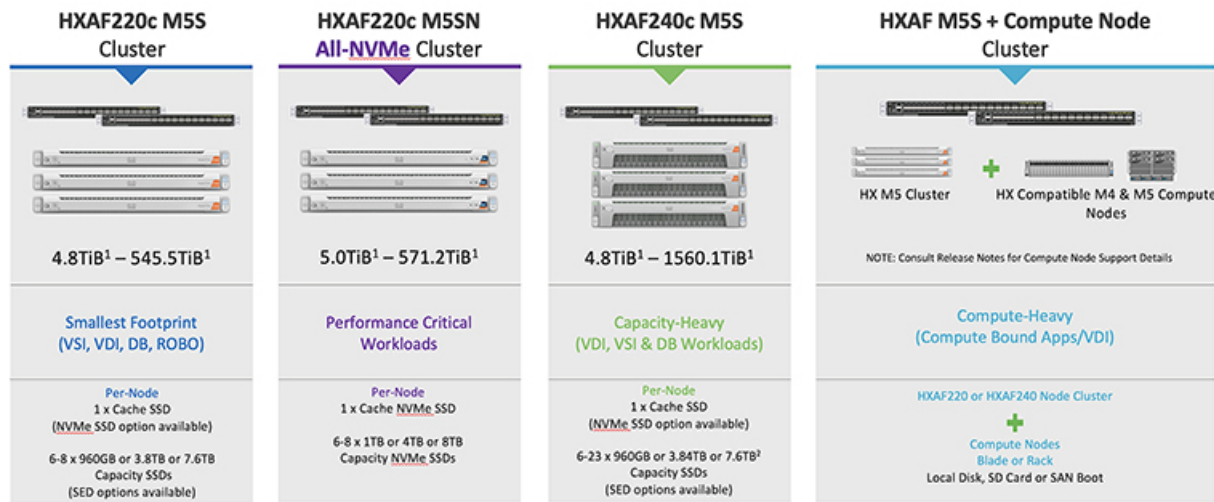 HXAF220c M5S
Cluster
4.8TiB¹ – 545.5TiB¹
Smallest Footprint
(VSI, VDI, DB, ROBO)
Per-Node
1 x Cache SSD
(NVMe SSD option available)
6-8 x 960GB or 3.8TB or 7.6TB
Capacity SSDs
(SED options available)
HXAF220c M5SN
All-NVMe Cluster
5.0TiB¹ – 571.2TiB¹
Performance Critical
Workloads
Per-Node
1 x Cache NVMe SSD
6-8 x 1TB or 4TB or 8TB
Capacity NVMe SSDs
HXAF240c M5S
Cluster
4.8TiB¹ – 1560.1TiB¹
Capacity-Heavy
(VDI, VSI & DB Workloads)
Per-Node
1 x Cache SSD
(NVMe SSD option available)
6-23 x 960GB or 3.84TB or 7.6TB²
Capacity SSDs
(SED options available)
HXAF M5S + Compute Node
Cluster
HX M5 Cluster
HX Compatible M4 & M5 Compute
Nodes
NOTE: Consult Release Notes for Compute Node Support Details
Compute-Heavy
(Compute Bound Apps/VDI)
HXAF220 or HXAF240 Node Cluster
Compute Nodes
Blade or Rack
Local Disk, SD Card or SAN Boot